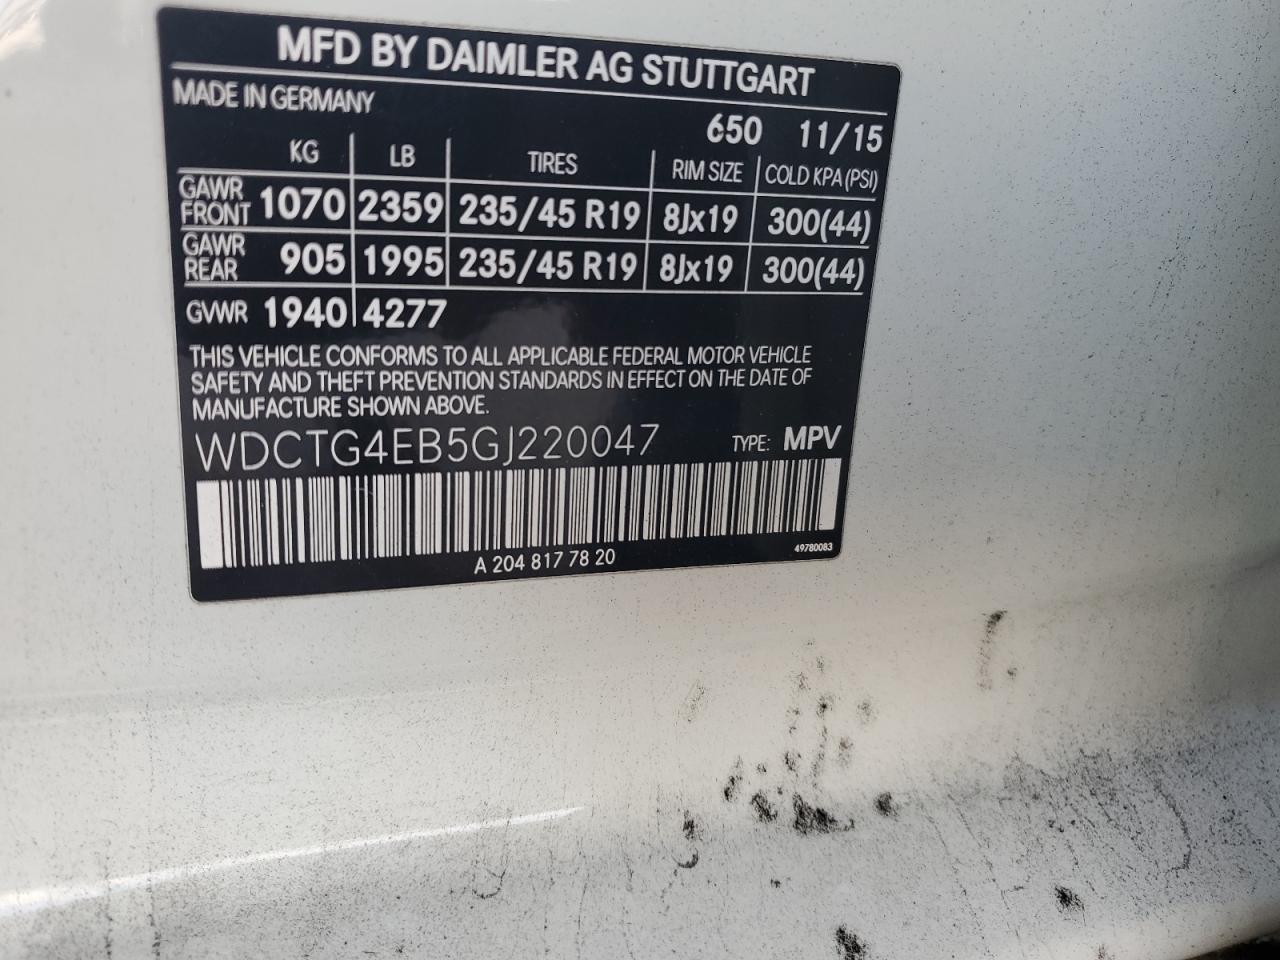 MFD BY DAIMLER AG STUTTGART
MADE IN GERMANY
650 11/15
KG LB TIRES RIM SIZE COLD KPA (PSI)
GAWR FRONT 1070 2359 235/45 R19 8Jx19 300(44)
GAWR REAR 905 1995 235/45 R19 8Jx19 300(44)
GVWR 1940 4277
THIS VEHICLE CONFORMS TO ALL APPLICABLE FEDERAL MOTOR VEHICLE
SAFETY AND THEFT PREVENTION STANDARDS IN EFFECT ON THE DATE OF
MANUFACTURE SHOWN ABOVE.
WDCTG4EB5GJ220047 TYPE: MPV
A 204 817 78 20 49780083